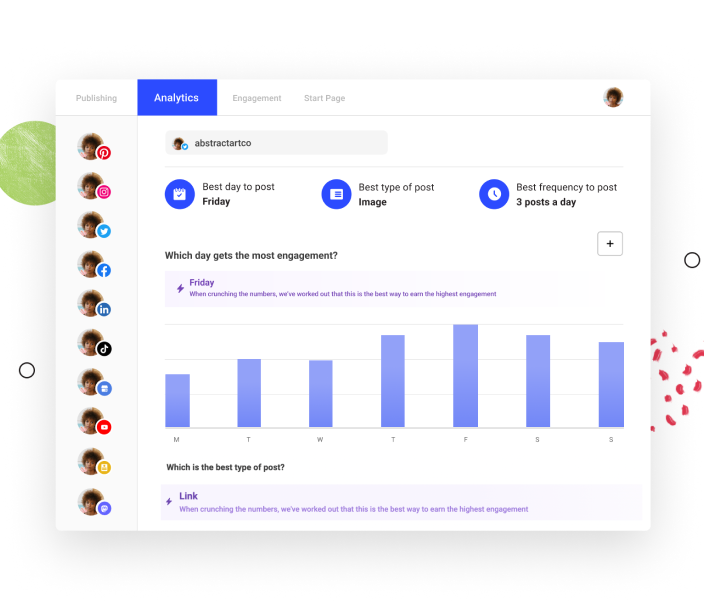 Publishing
Analytics
Engagement
Start Page
abstractartco
Best day to post
Friday
Best type of post
Image
Best frequency to post
3 posts a day
+
Which day gets the most engagement?
Friday
When crunching the numbers, we've worked out that this is the best way to earn the highest engagement
M T W T F S S
Which is the best type of post?
Link
When crunching the numbers, we've worked out that this is the best way to earn the highest engagement